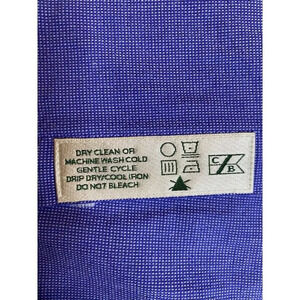 DRY CLEAN OR
MACHINE WASH COLD
GENTLE CYCLE
DRIP DRY/COOL IRON
DO NOT BLEACH
C
B